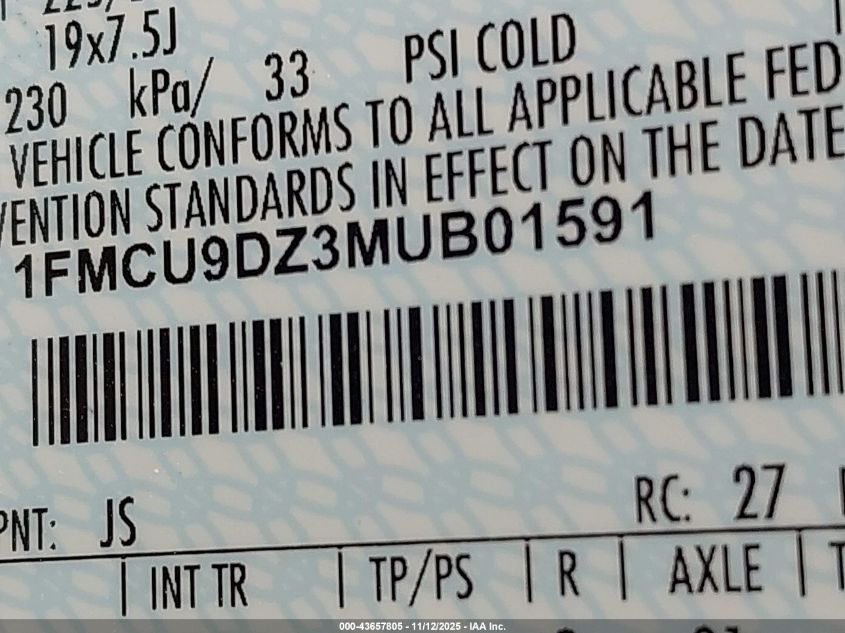 19x7.5J
230 kPa/ 33 PSI COLD
VEHICLE CONFORMS TO ALL APPLICABLE FED
VENTION STANDARDS IN EFFECT ON THE DATE
1FMCU9DZ3MUB01591
PNT: JS RC: 27
INT TR TP/PS R AXLE T
000-43657805 - 11/12/2025 - IAA Inc.